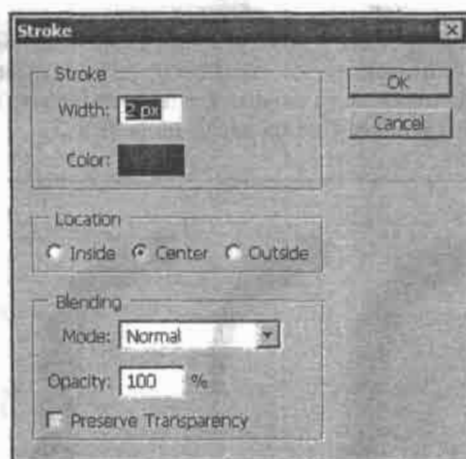 Stroke
Stroke
Width: 2 px
Color:
OK
Cancel
Location
Inside Center Outside
Blending
Mode: Normal
Opacity: 100 %
Preserve Transparency